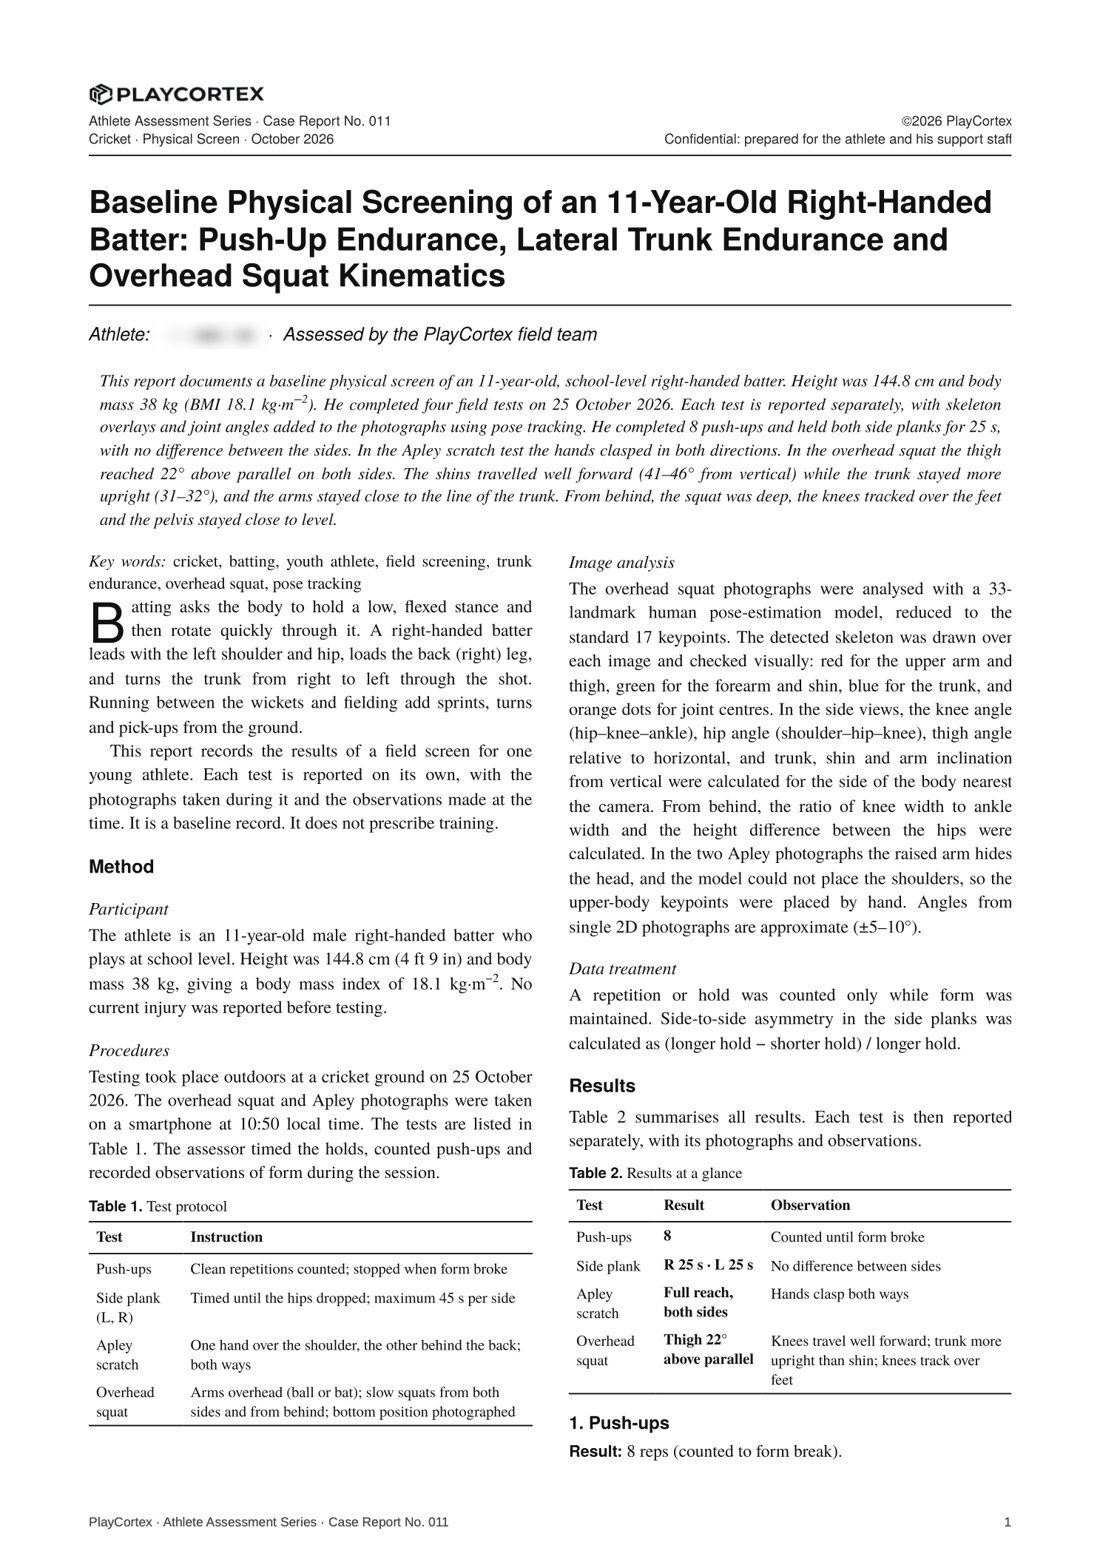 PLAYCORTEX
Athlete Assessment Series · Case Report No. 011
Cricket · Physical Screen · October 2026
©2026 PlayCortex
Confidential: prepared for the athlete and his support staff
Baseline Physical Screening of an 11-Year-Old Right-Handed
Batter: Push-Up Endurance, Lateral Trunk Endurance and
Overhead Squat Kinematics
Athlete: · Assessed by the PlayCortex field team
This report documents a baseline physical screen of an 11-year-old, school-level right-handed batter. Height was 144.8 cm and body
mass 38 kg (BMI 18.1 kg·m⁻²). He completed four field tests on 25 October 2026. Each test is reported separately, with skeleton
overlays and joint angles added to the photographs using pose tracking. He completed 8 push-ups and held both side planks for 25 s,
with no difference between the sides. In the Apley scratch test the hands clasped in both directions. In the overhead squat the thigh
reached 22° above parallel on both sides. The shins travelled well forward (41–46° from vertical) while the trunk stayed more
upright (31–32°), and the arms stayed close to the line of the trunk. From behind, the squat was deep, the knees tracked over the feet
and the pelvis stayed close to level.
Key words: cricket, batting, youth athlete, field screening, trunk
endurance, overhead squat, pose tracking
Batting asks the body to hold a low, flexed stance and
then rotate quickly through it. A right-handed batter
leads with the left shoulder and hip, loads the back (right) leg,
and turns the trunk from right to left through the shot.
Running between the wickets and fielding add sprints, turns
and pick-ups from the ground.
This report records the results of a field screen for one
young athlete. Each test is reported on its own, with the
photographs taken during it and the observations made at the
time. It is a baseline record. It does not prescribe training.
Method
Participant
The athlete is an 11-year-old male right-handed batter who
plays at school level. Height was 144.8 cm (4 ft 9 in) and body
mass 38 kg, giving a body mass index of 18.1 kg·m⁻². No
current injury was reported before testing.
Procedures
Testing took place outdoors at a cricket ground on 25 October
2026. The overhead squat and Apley photographs were taken
on a smartphone at 10:50 local time. The tests are listed in
Table 1. The assessor timed the holds, counted push-ups and
recorded observations of form during the session.
Table 1. Test protocol
Test Instruction
Push-ups Clean repetitions counted; stopped when form broke
Side plank Timed until the hips dropped; maximum 45 s per side
(L, R)
Apley One hand over the shoulder, the other behind the back;
scratch both ways
Overhead Arms overhead (ball or bat); slow squats from both
squat sides and from behind; bottom position photographed
Image analysis
The overhead squat photographs were analysed with a 33-
landmark human pose-estimation model, reduced to the
standard 17 keypoints. The detected skeleton was drawn over
each image and checked visually: red for the upper arm and
thigh, green for the forearm and shin, blue for the trunk, and
orange dots for joint centres. In the side views, the knee angle
(hip–knee–ankle), hip angle (shoulder–hip–knee), thigh angle
relative to horizontal, and trunk, shin and arm inclination
from vertical were calculated for the side of the body nearest
the camera. From behind, the ratio of knee width to ankle
width and the height difference between the hips were
calculated. In the two Apley photographs the raised arm hides
the head, and the model could not place the shoulders, so the
upper-body keypoints were placed by hand. Angles from
single 2D photographs are approximate (±5–10°).
Data treatment
A repetition or hold was counted only while form was
maintained. Side-to-side asymmetry in the side planks was
calculated as (longer hold − shorter hold) / longer hold.
Results
Table 2 summarises all results. Each test is then reported
separately, with its photographs and observations.
Table 2. Results at a glance
Test Result Observation
Push-ups 8 Counted until form broke
Side plank R 25 s · L 25 s No difference between sides
Apley Full reach, Hands clasp both ways
scratch both sides
Overhead Thigh 22° Knees travel well forward; trunk more
squat above parallel upright than shin; knees track over
feet
1. Push-ups
Result: 8 reps (counted to form break).
PlayCortex · Athlete Assessment Series · Case Report No. 011
1